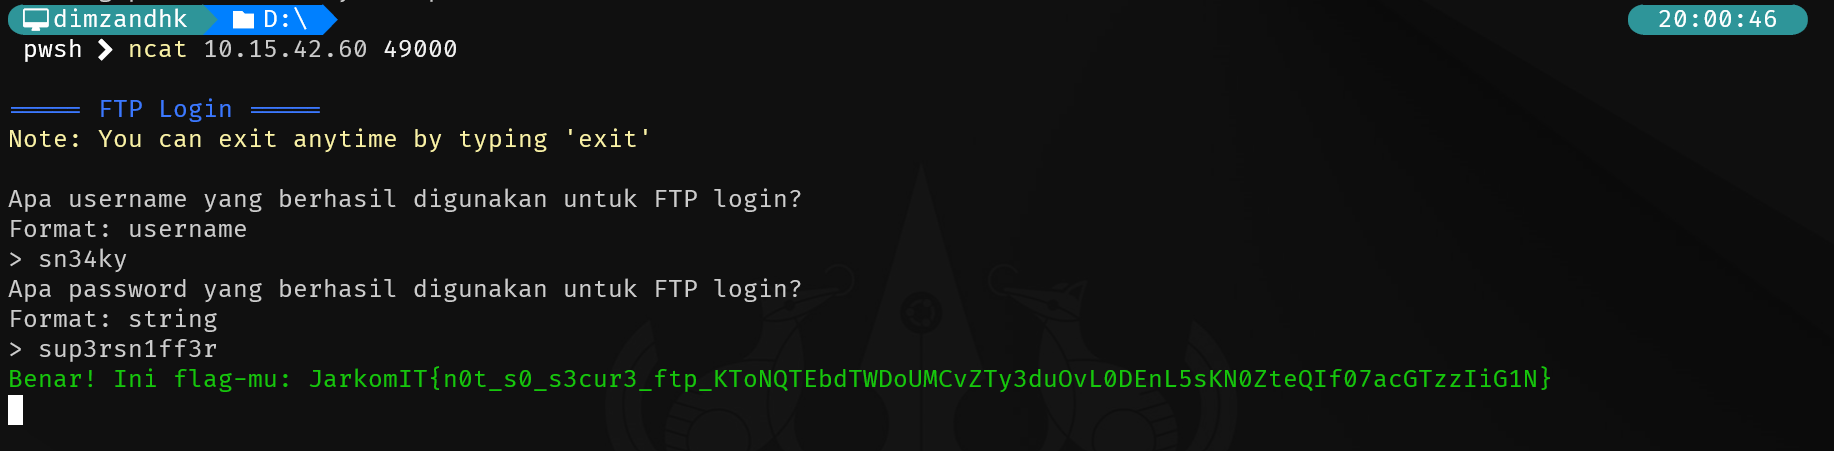 dimzandhk D:\ 20:00:46
pwsh ncat 10.15.42.60 49000
═════ FTP Login ═════
Note: You can exit anytime by typing 'exit'
Apa username yang berhasil digunakan untuk FTP login?
Format: username
> sn34ky
Apa password yang berhasil digunakan untuk FTP login?
Format: string
> sup3rsn1ff3r
Benar! Ini flag-mu: JarkomIT{n0t_s0_s3cur3_ftp_KToNQTEbdTWDoUMCvZTy3duOvL0DEnL5sKN0ZteQIf07acGTzzIiG1N}